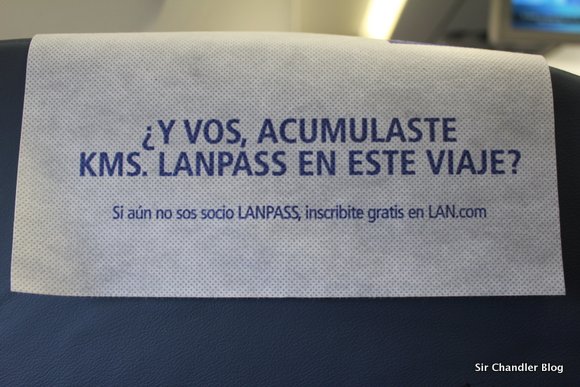 ¿Y VOS, ACUMULASTE
KMS. LANPASS EN ESTE VIAJE?
Si aún no sos socio LANPASS, inscribite gratis en LAN.com
Sir Chandler Blog